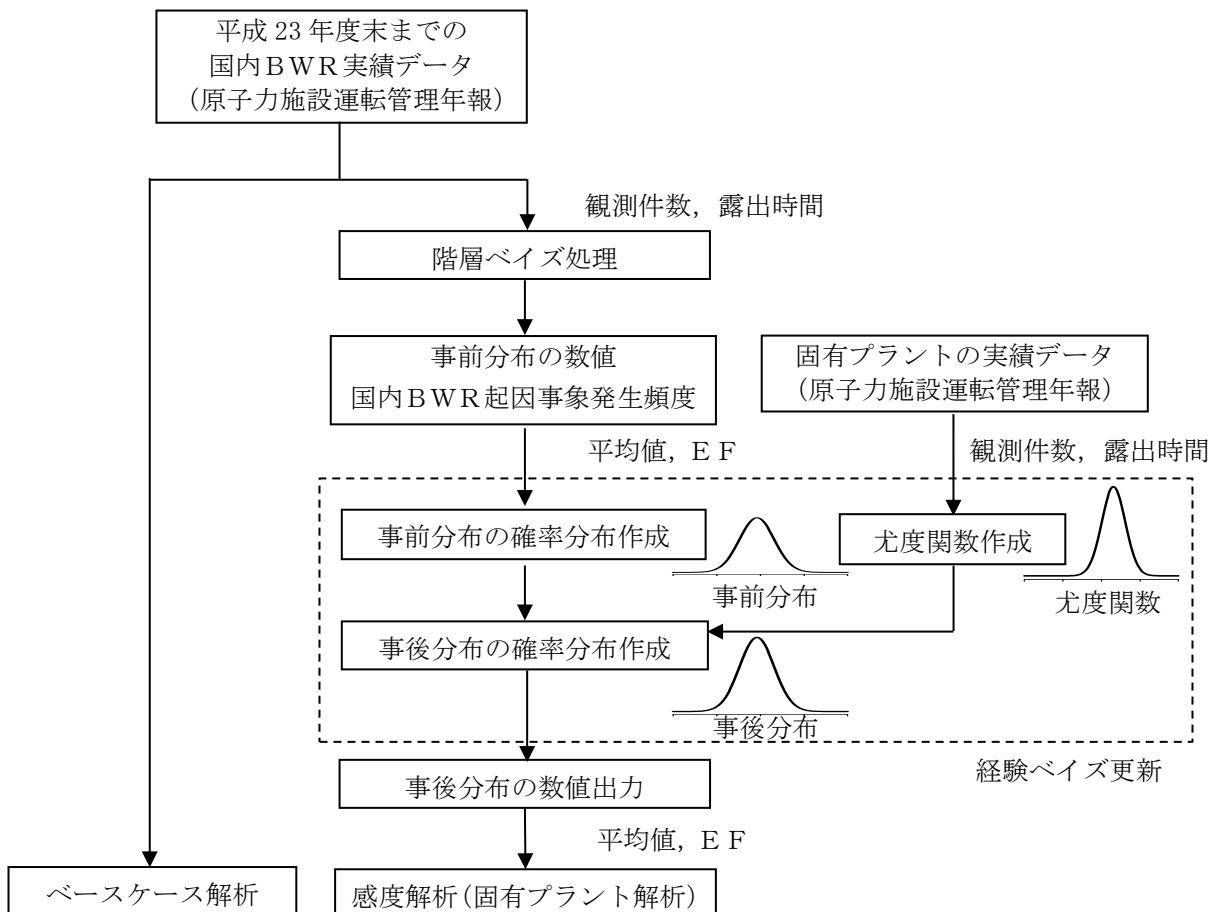 平成 23 年度末までの
国内ＢＷＲ実績データ
（原子力施設運転管理年報）
観測件数，露出時間
階層ベイズ処理
事前分布の数値
国内ＢＷＲ起因事象発生頻度
固有プラントの実績データ
（原子力施設運転管理年報）
平均値，ＥＦ
観測件数，露出時間
事前分布の確率分布作成
事前分布
尤度関数作成
尤度関数
事後分布の確率分布作成
事後分布
経験ベイズ更新
事後分布の数値出力
平均値，ＥＦ
ベースケース解析
感度解析（固有プラント解析）